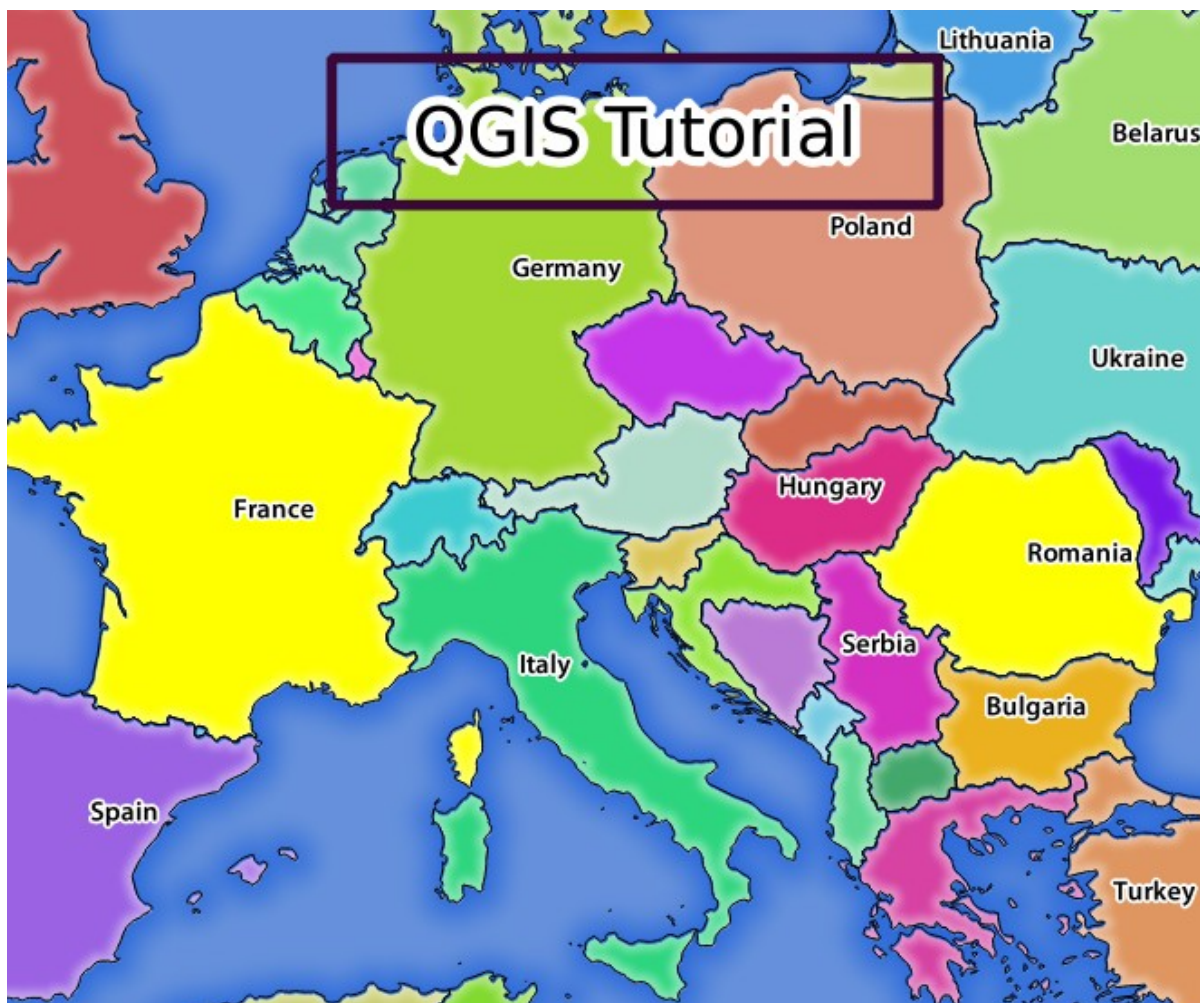 Lithuania
QGIS Tutorial
Belarus
Poland
Germany
Ukraine
Hungary
France
Romania
Serbia
Italy
Bulgaria
Spain
Turkey